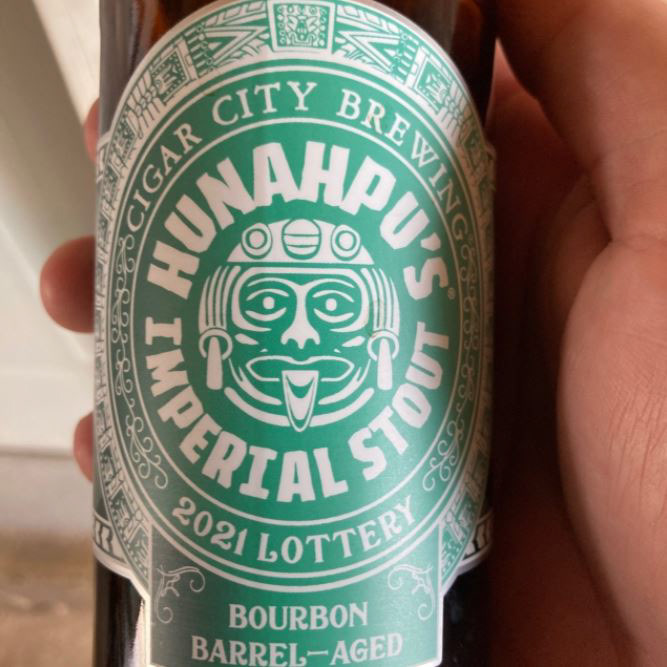 CIGAR CITY BREWING
HUNAHPU'S®
IMPERIAL STOUT
2021 LOTTERY
BOURBON
BARREL-AGED